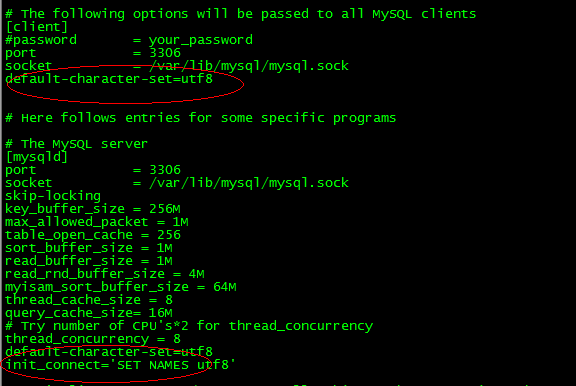 # The following options will be passed to all MySQL clients
[client]
#password       = your_password
port            = 3306
socket          = /var/lib/mysql/mysql.sock
default-character-set=utf8
# Here follows entries for some specific programs
# The MySQL server
[mysqld]
port            = 3306
socket          = /var/lib/mysql/mysql.sock
skip-locking
key_buffer_size = 256M
max_allowed_packet = 1M
table_open_cache = 256
sort_buffer_size = 1M
read_buffer_size = 1M
read_rnd_buffer_size = 4M
myisam_sort_buffer_size = 64M
thread_cache_size = 8
query_cache_size= 16M
# Try number of CPU's*2 for thread_concurrency
thread_concurrency = 8
default-character-set=utf8
init_connect='SET NAMES utf8'